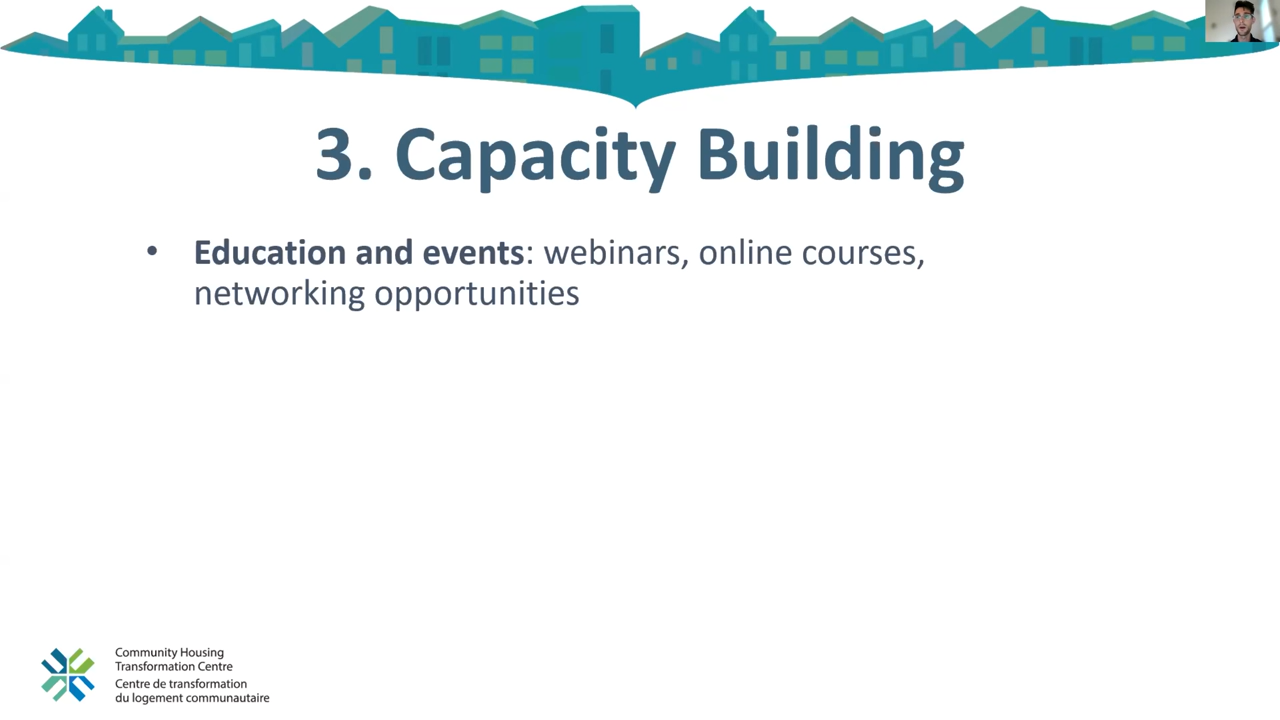 3. Capacity Building
• Education and events: webinars, online courses,
networking opportunities
Community Housing
Transformation Centre
Centre de transformation
du logement communautaire